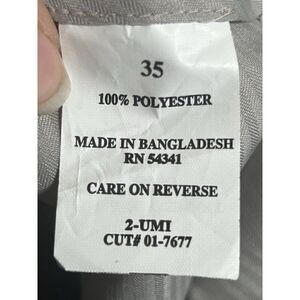 35
100% POLYESTER
MADE IN BANGLADESH
RN 54341
CARE ON REVERSE
2-UMI
CUT# 01-7677